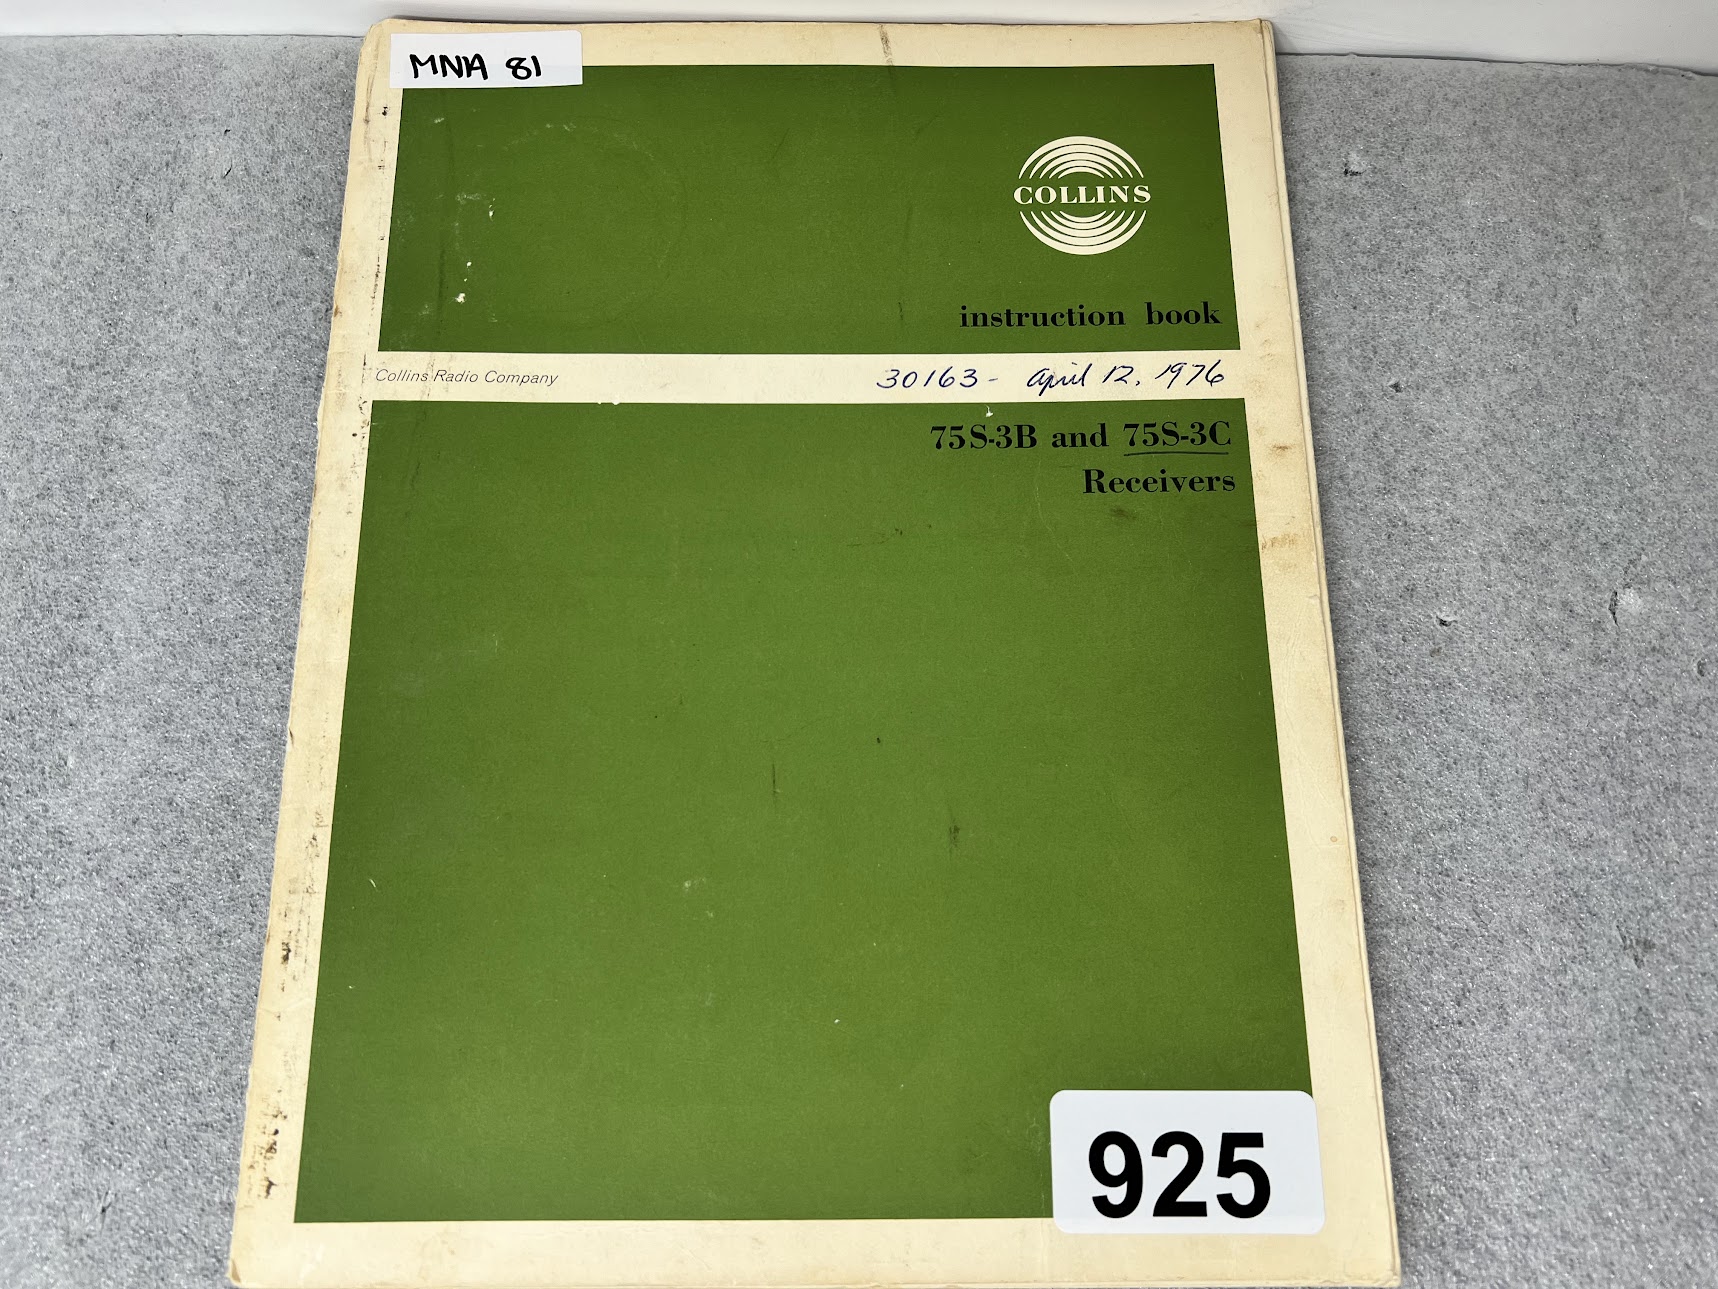 MNA 81
COLLINS
instruction book
Collins Radio Company
30163 - April 12, 1976
75S-3B and 75S-3C
Receivers
925